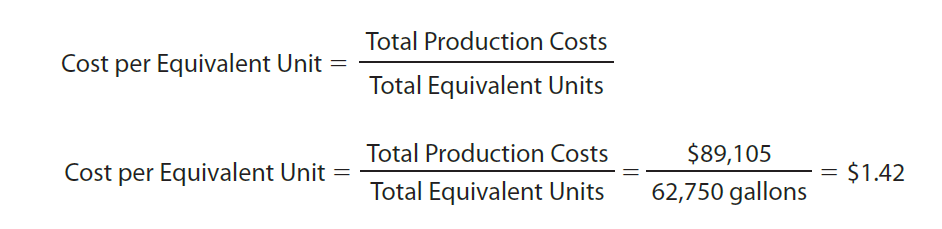 Cost per Equivalent Unit = Total Production Costs / Total Equivalent Units
Cost per Equivalent Unit = Total Production Costs / Total Equivalent Units = $89,105 / 62,750 gallons = $1.42